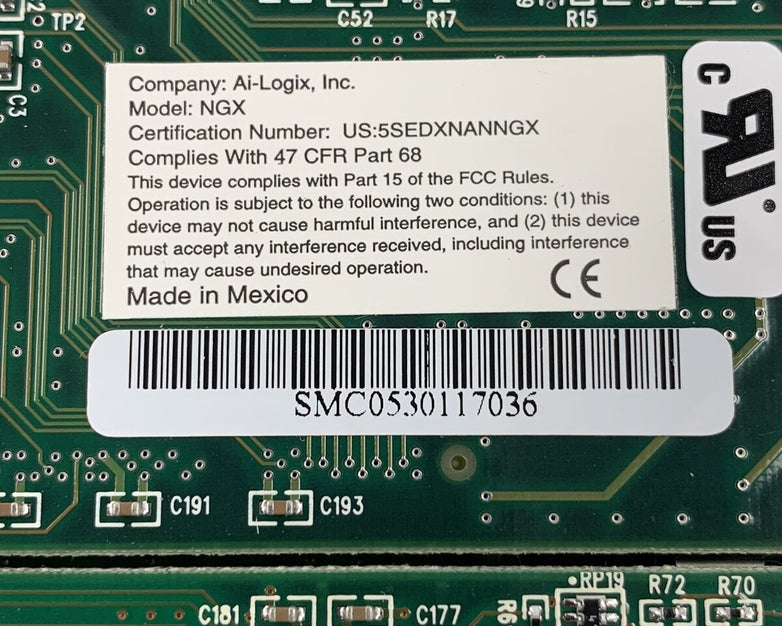 TP2
C52
R17
R15
C3
Company: Ai-Logix, Inc.
Model: NGX
Certification Number: US:5SEDXNANNGX
Complies With 47 CFR Part 68
This device complies with Part 15 of the FCC Rules.
Operation is subject to the following two conditions: (1) this
device may not cause harmful interference, and (2) this device
must accept any interference received, including interference
that may cause undesired operation.
Made in Mexico
CE
C
UL
US
SMC0530117036
C191
C193
C181
C177
R6
RP19
R72
R70